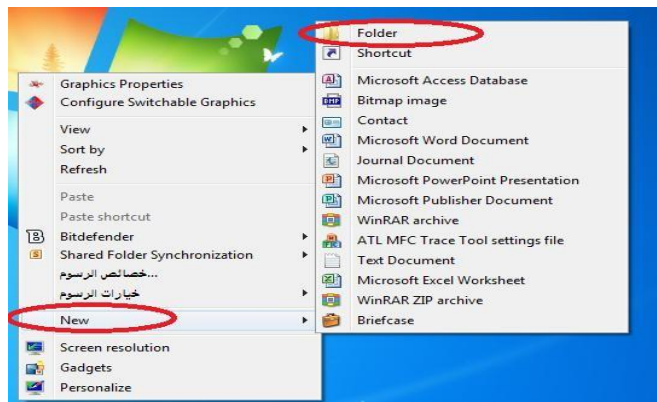 Graphics Properties
Configure Switchable Graphics
View
Sort by
Refresh
Paste
Paste shortcut
Bitdefender
Shared Folder Synchronization
خصائص الرسوم...
خيارات الرسوم
New
Screen resolution
Gadgets
Personalize
Folder
Shortcut
Microsoft Access Database
Bitmap image
Contact
Microsoft Word Document
Journal Document
Microsoft PowerPoint Presentation
Microsoft Publisher Document
WinRAR archive
ATL MFC Trace Tool settings file
Text Document
Microsoft Excel Worksheet
WinRAR ZIP archive
Briefcase